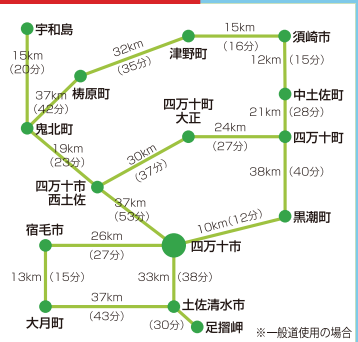 宇和島
15km
(20分)
32km
(35分)
津野町
15km
(16分)
須崎市
12km (15分)
梼原町
37km
(42分)
中土佐町
21km (28分)
鬼北町
四万十町
大正
24km
(27分)
四万十町
19km
(23分)
30km
(37分)
38km (40分)
四万十市
西土佐
37km
(53分)
10km(12分)
黒潮町
宿毛市
26km
(27分)
四万十市
13km (15分)
33km (38分)
37km
(43分)
大月町
土佐清水市
(30分)
足摺岬
※一般道使用の場合